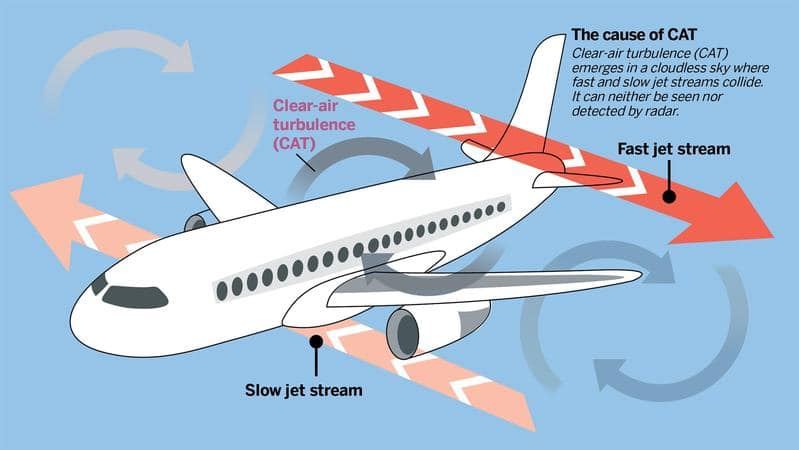 The cause of CAT
Clear-air turbulence (CAT)
emerges in a cloudless sky where
fast and slow jet streams collide.
It can neither be seen nor
detected by radar.
Clear-air
turbulence
(CAT)
Fast jet stream
Slow jet stream